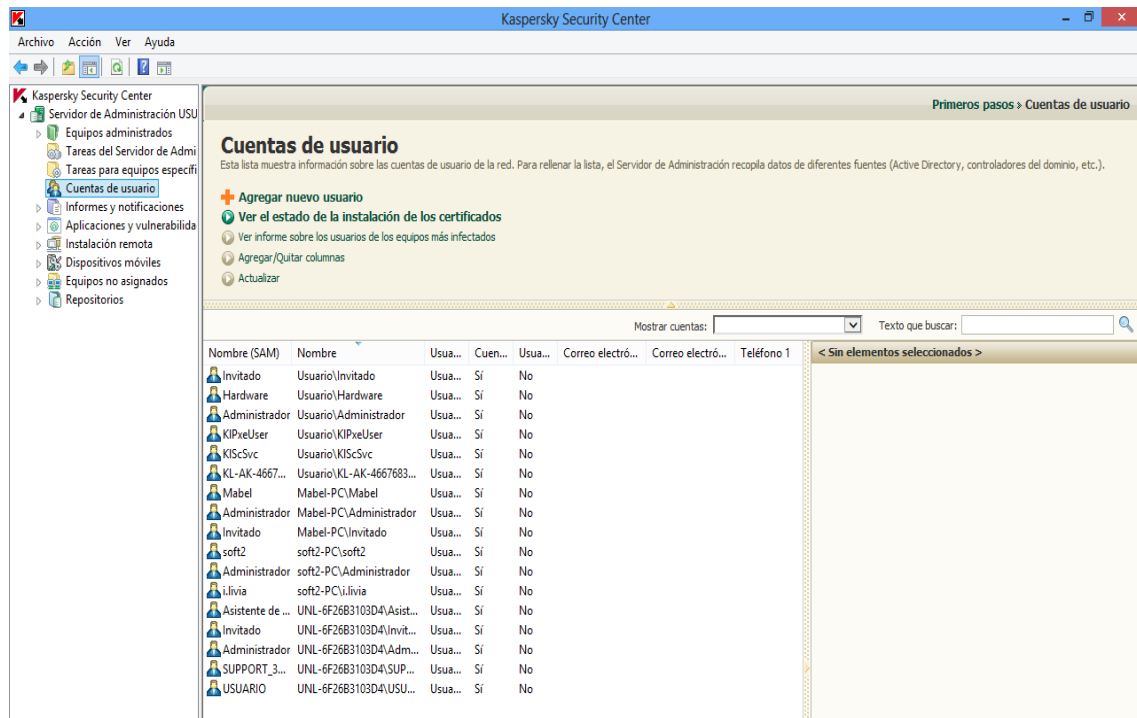 Kaspersky Security Center
Archivo Acción Ver Ayuda
Kaspersky Security Center
Servidor de Administración USU
Equipos administrados
Tareas del Servidor de Admi
Tareas para equipos específi
Cuentas de usuario
Informes y notificaciones
Aplicaciones y vulnerabilida
Instalación remota
Dispositivos móviles
Equipos no asignados
Repositorios
Primeros pasos » Cuentas de usuario
Cuentas de usuario
Esta lista muestra información sobre las cuentas de usuario de la red. Para rellenar la lista, el Servidor de Administración recopila datos de diferentes fuentes (Active Directory, controladores del dominio, etc.).
Agregar nuevo usuario
Ver el estado de la instalación de los certificados
Ver informe sobre los usuarios de los equipos más infectados
Agregar/Quitar columnas
Actualizar
Mostrar cuentas: Texto que buscar:
Nombre (SAM) Nombre Usua... Cuen... Usua... Correo electró... Correo electró... Teléfono 1
Invitado Usuario\Invitado Usua... Sí No
Hardware Usuario\Hardware Usua... Sí No
Administrador Usuario\Administrador Usua... Sí No
KlPxeUser Usuario\KlPxeUser Usua... Sí No
KlScSvc Usuario\KlScSvc Usua... Sí No
KL-AK-4667... Usuario\KL-AK-4667683... Usua... Sí No
Mabel Mabel-PC\Mabel Usua... Sí No
Administrador Mabel-PC\Administrador Usua... Sí No
Invitado Mabel-PC\Invitado Usua... Sí No
soft2 soft2-PC\soft2 Usua... Sí No
Administrador soft2-PC\Administrador Usua... Sí No
i.livia soft2-PC\i.livia Usua... Sí No
Asistente de ... UNL-6F26B3103D4\Asist... Usua... Sí No
Invitado UNL-6F26B3103D4\Invit... Usua... Sí No
Administrador UNL-6F26B3103D4\Adm... Usua... Sí No
SUPPORT_3... UNL-6F26B3103D4\SUP... Usua... Sí No
USUARIO UNL-6F26B3103D4\USU... Usua... Sí No
< Sin elementos seleccionados >